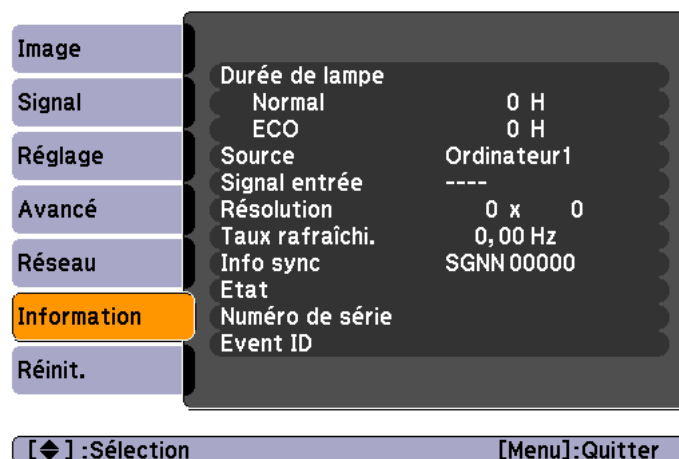 Image
Signal
Réglage
Avancé
Réseau
Information
Réinit.
Durée de lampe
Normal 0 H
ECO 0 H
Source Ordinateur1
Signal entrée ----
Résolution 0 x 0
Taux rafraîchi. 0,00 Hz
Info sync SGNN 00000
Etat
Numéro de série
Event ID
[◆] :Sélection [Menu]:Quitter